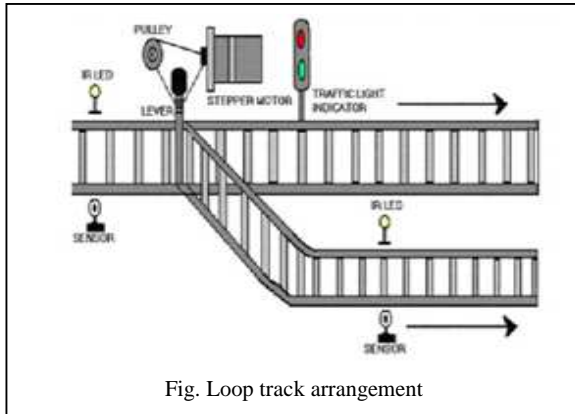 PULLEY
IR LED
LEVER
STEPPER MOTOR
TRAFFIC LIGHT
INDICATOR
IR LED
SENSOR
SENSOR
Fig. Loop track arrangement